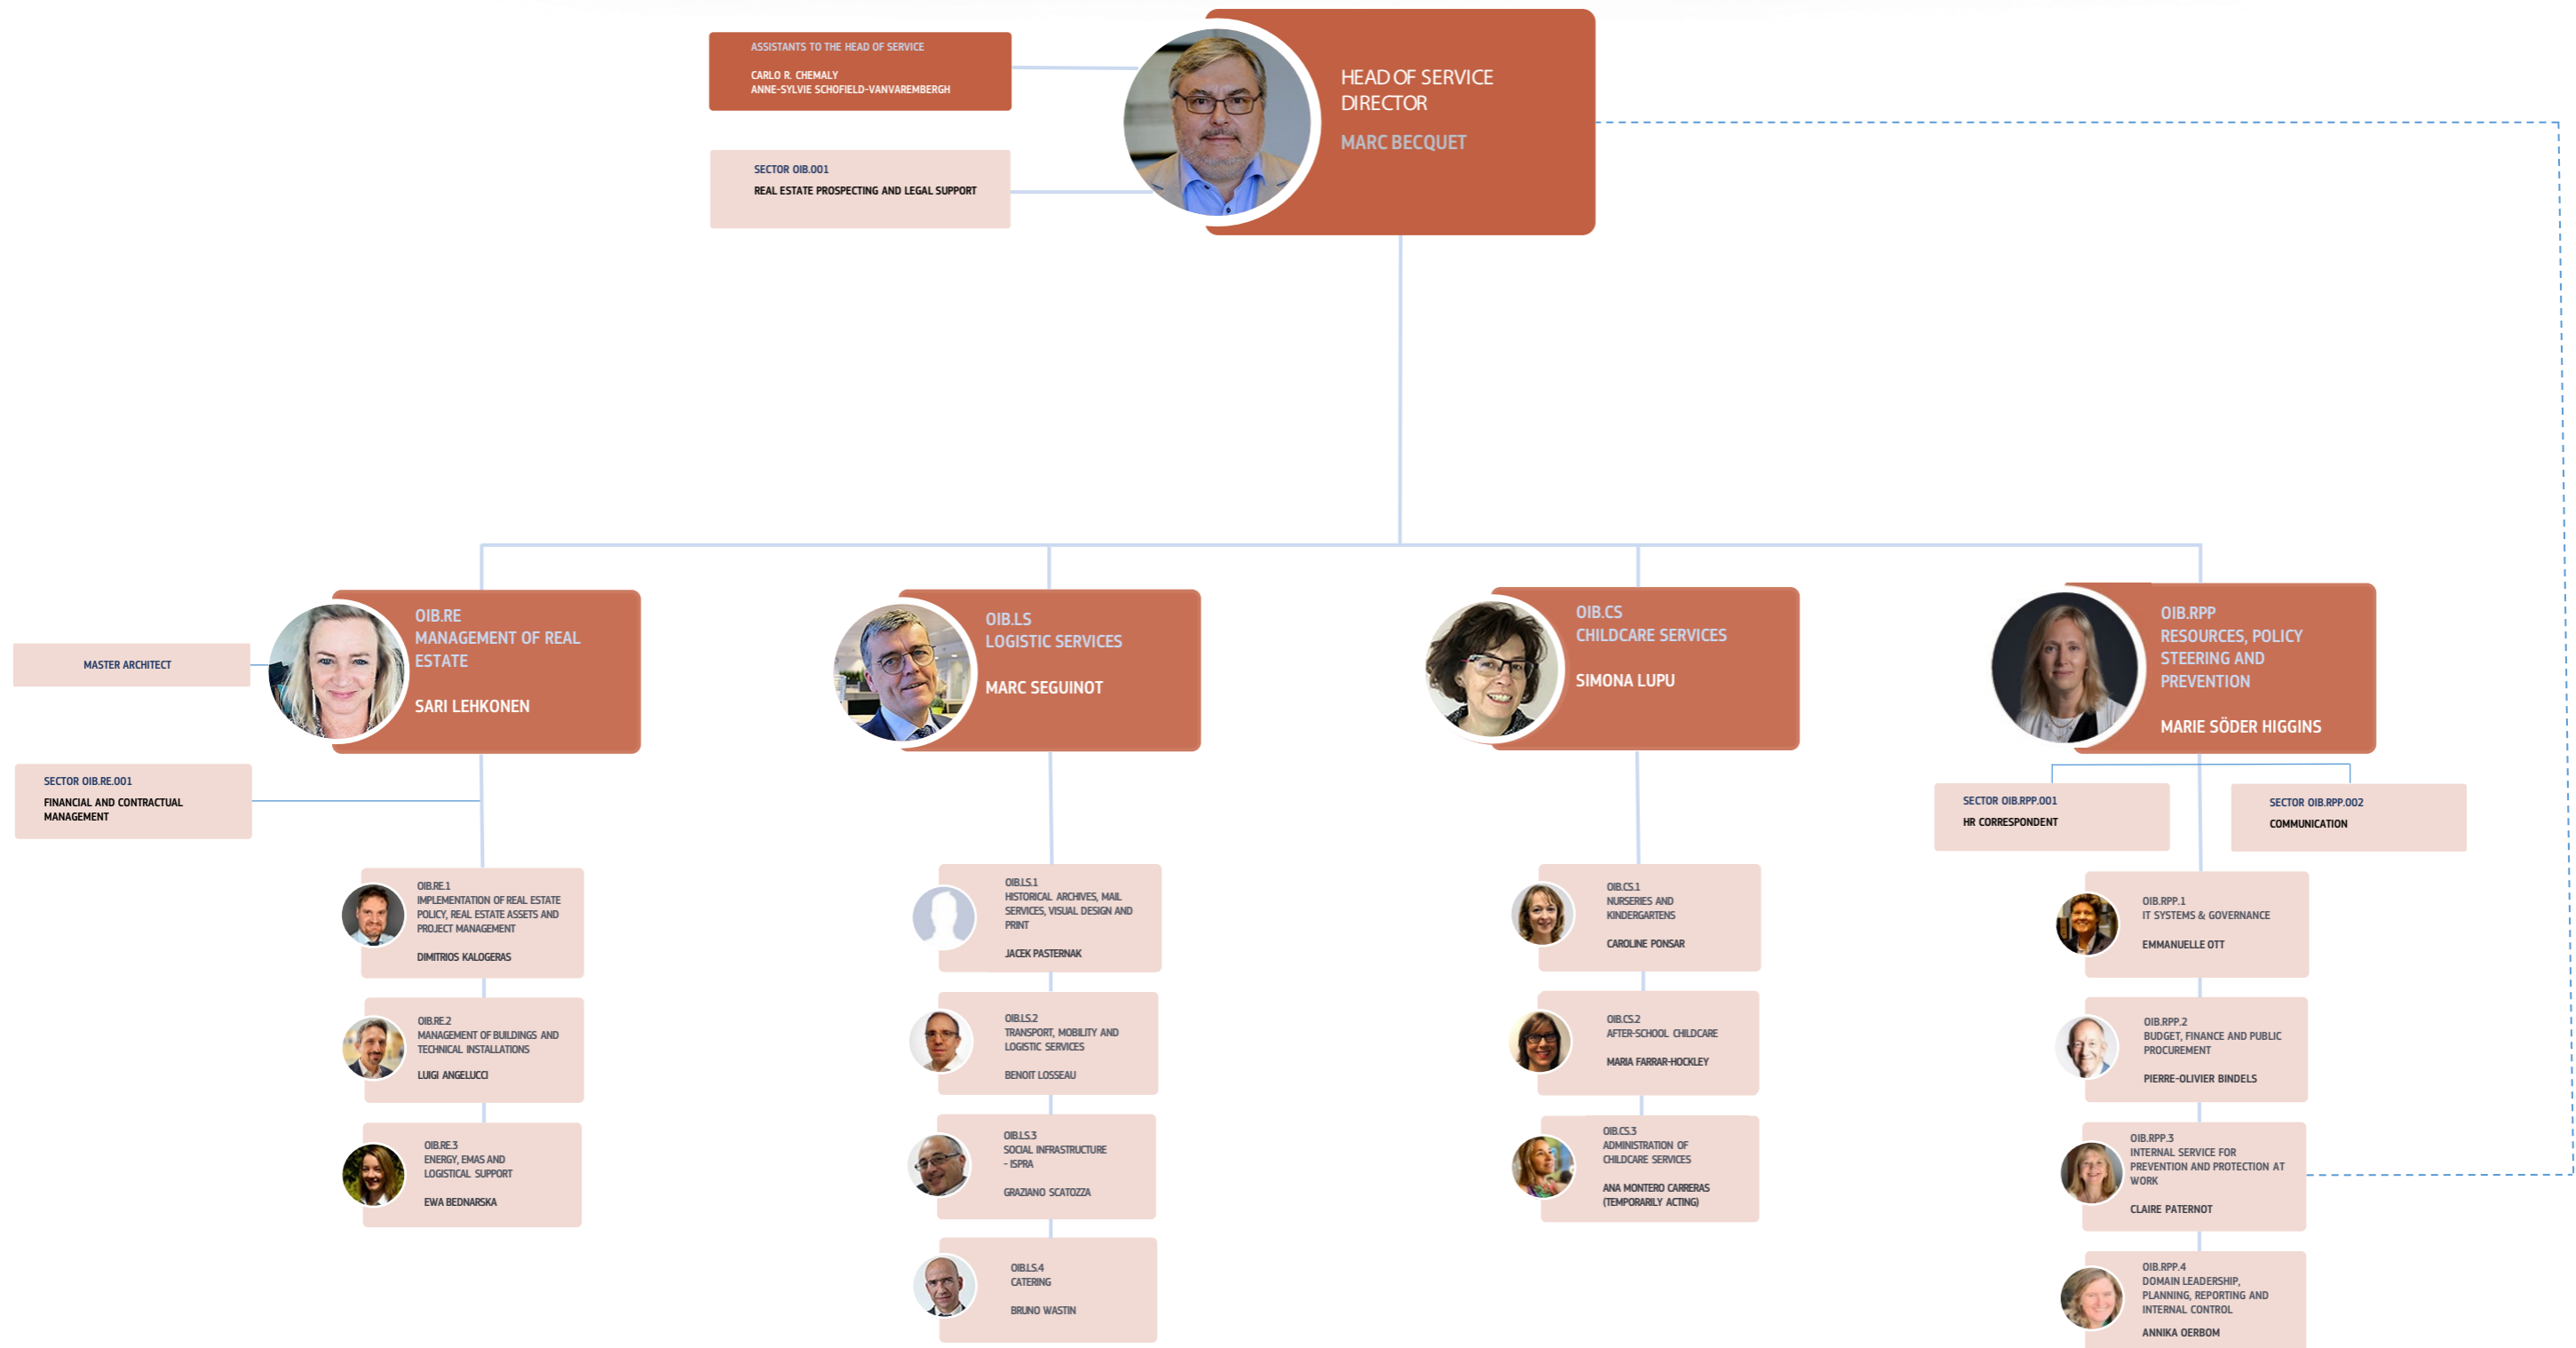 ASSISTANTS TO THE HEAD OF SERVICE
CARLO R. CHEMALY
ANNE-SYLVIE SCHOFIELD-VANVAREMBERGH
HEAD OF SERVICE
DIRECTOR
MARC BECQUET
SECTOR OIB.001
REAL ESTATE PROSPECTING AND LEGAL SUPPORT
MASTER ARCHITECT
OIB.RE
MANAGEMENT OF REAL
ESTATE
SARI LEHKONEN
SECTOR OIB.RE.001
FINANCIAL AND CONTRACTUAL
MANAGEMENT
OIB.RE.1
IMPLEMENTATION OF REAL ESTATE
POLICY, REAL ESTATE ASSETS AND
PROJECT MANAGEMENT
DIMITRIOS KALOGERAS
OIB.RE.2
MANAGEMENT OF BUILDINGS AND
TECHNICAL INSTALLATIONS
LUIGI ANGELUCCI
OIB.RE.3
ENERGY, EMAS AND
LOGISTICAL SUPPORT
EWA BEDNARSKA
OIB.LS
LOGISTIC SERVICES
MARC SEGUINOT
OIB.LS.1
HISTORICAL ARCHIVES, MAIL
SERVICES, VISUAL DESIGN AND
PRINT
JACEK PASTERNAK
OIB.LS.2
TRANSPORT, MOBILITY AND
LOGISTIC SERVICES
BENOIT LOSSEAU
OIB.LS.3
SOCIAL INFRASTRUCTURE
- ISPRA
GRAZIANO SCATOZZA
OIB.LS.4
CATERING
BRUNO WASTIN
OIB.CS
CHILDCARE SERVICES
SIMONA LUPU
OIB.CS.1
NURSERIES AND
KINDERGARTENS
CAROLINE PONSAR
OIB.CS.2
AFTER-SCHOOL CHILDCARE
MARIA FARRAR-HOCKLEY
OIB.CS.3
ADMINISTRATION OF
CHILDCARE SERVICES
ANA MONTERO CARRERAS
(TEMPORARILY ACTING)
OIB.RPP
RESOURCES, POLICY
STEERING AND
PREVENTION
MARIE SÖDER HIGGINS
SECTOR OIB.RPP.001
HR CORRESPONDENT
SECTOR OIB.RPP.002
COMMUNICATION
OIB.RPP.1
IT SYSTEMS & GOVERNANCE
EMMANUELLE OTT
OIB.RPP.2
BUDGET, FINANCE AND PUBLIC
PROCUREMENT
PIERRE-OLIVIER BINDELS
OIB.RPP.3
INTERNAL SERVICE FOR
PREVENTION AND PROTECTION AT
WORK
CLAIRE PATERNOT
OIB.RPP.4
DOMAIN LEADERSHIP,
PLANNING, REPORTING AND
INTERNAL CONTROL
ANNIKA OERBOM